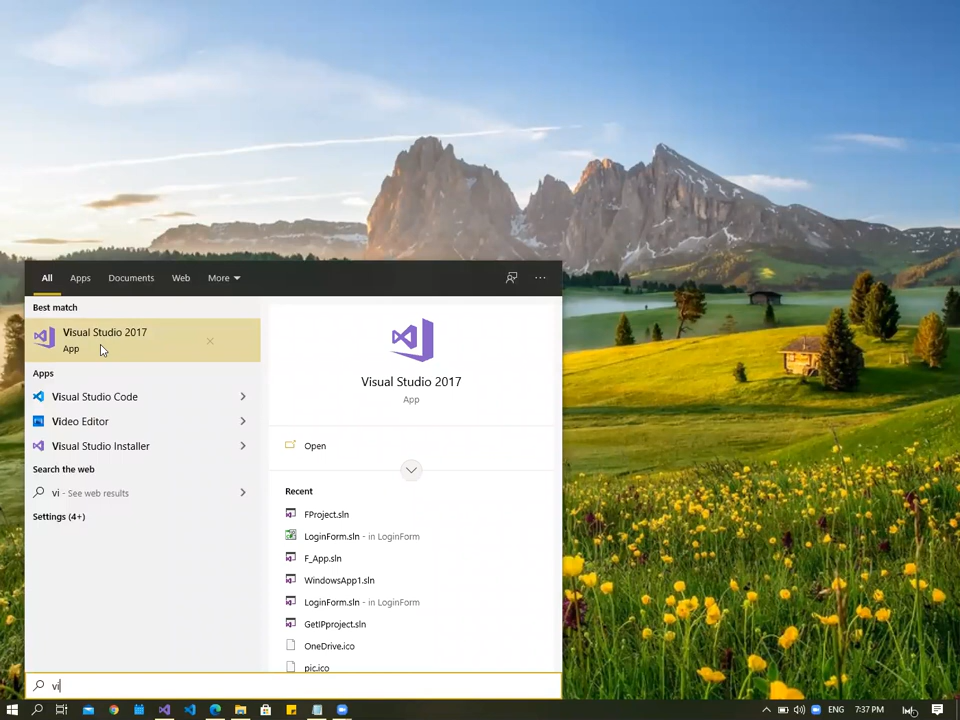 All Apps Documents Web More
Best match
Visual Studio 2017
App
Apps
Visual Studio Code
Video Editor
Visual Studio Installer
Search the web
vi - See web results
Settings (4+)
Visual Studio 2017
App
Open
Recent
FProject.sln
LoginForm.sln - in LoginForm
F_App.sln
WindowsApp1.sln
LoginForm.sln - in LoginForm
GetIPproject.sln
OneDrive.ico
pic.ico
vi
ENG 7:37 PM